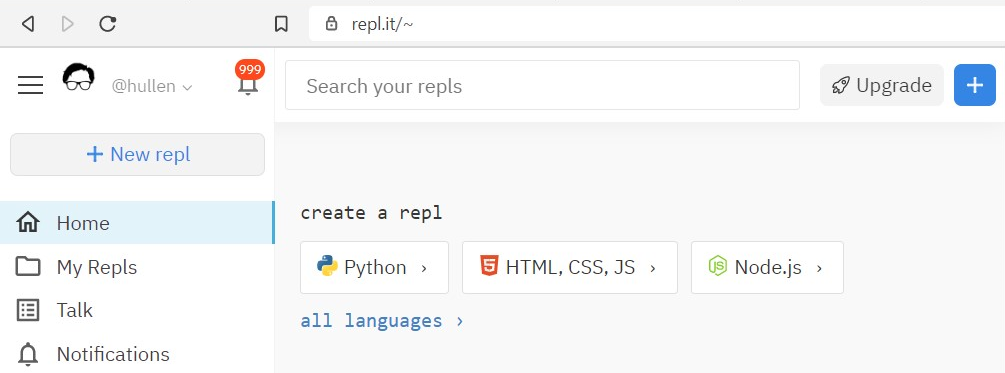 repl.it/~
@hullen
999
Search your repls
Upgrade
+ New repl
Home
My Repls
Talk
Notifications
create a repl
Python ›
HTML, CSS, JS ›
Node.js ›
all languages ›